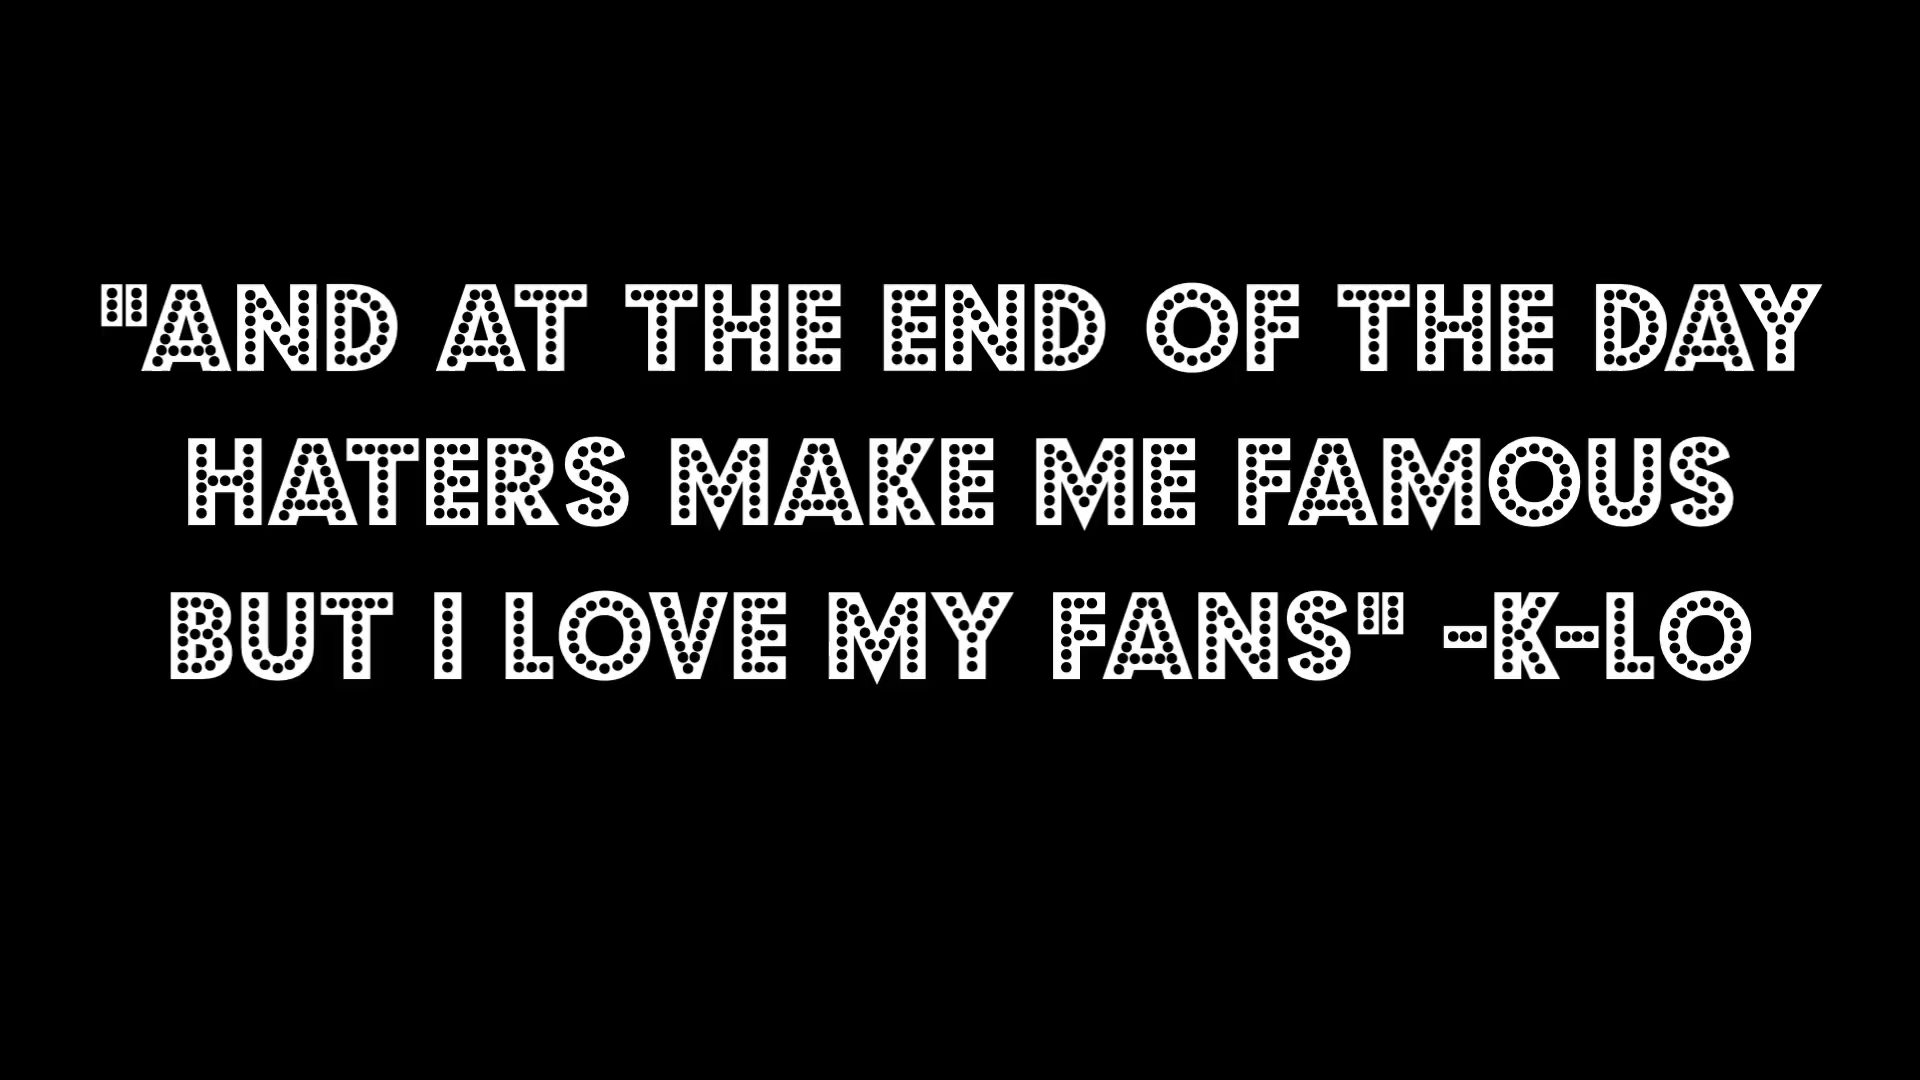 "AND AT THE END OF THE DAY
HATERS MAKE ME FAMOUS
BUT I LOVE MY FANS" -K-LO